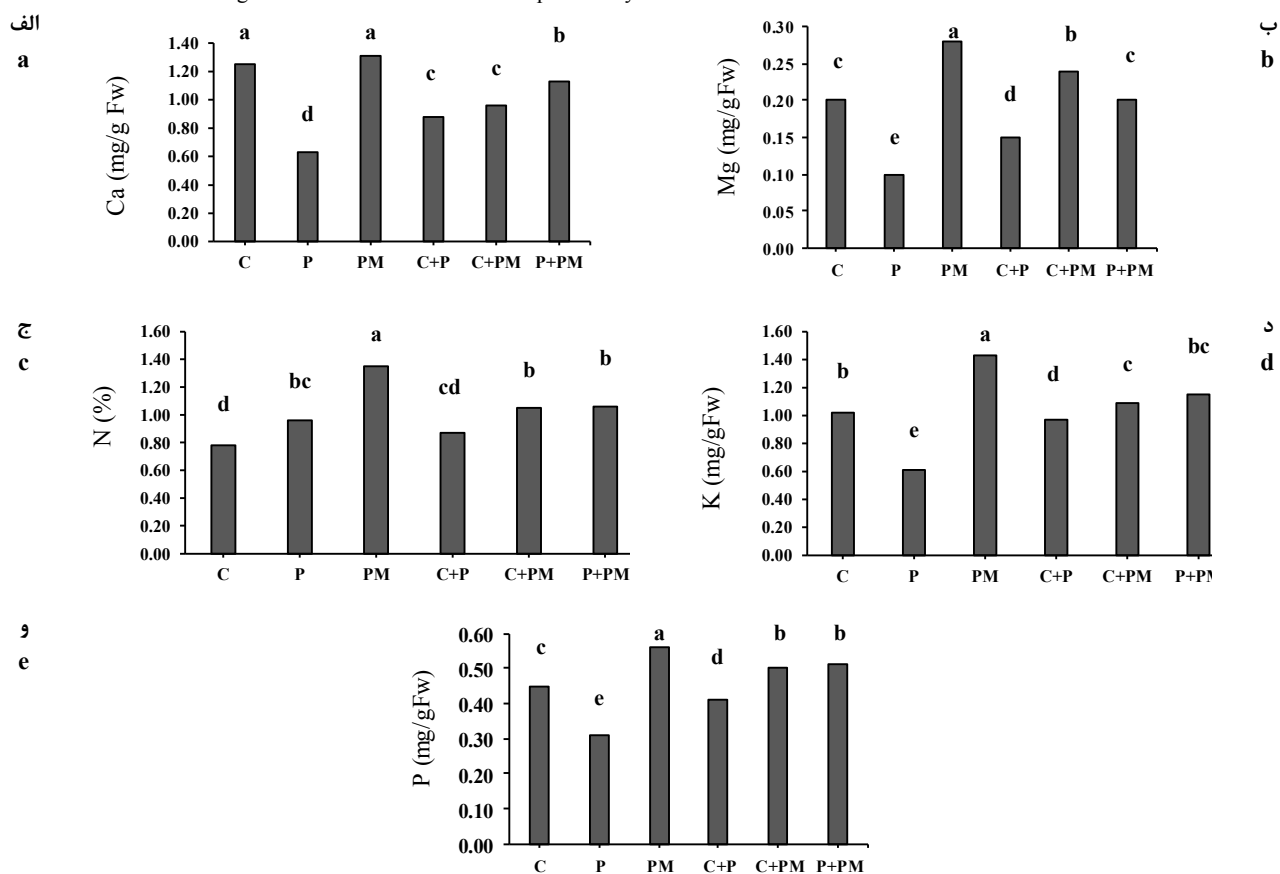 الف
a
Ca (mg/g Fw)
1.40
1.20
1.00
0.80
0.60
0.40
0.20
0.00
a d a c c b
C P PM C+P C+PM P+PM
ب
b
Mg (mg/gFw)
0.30
0.25
0.20
0.15
0.10
0.05
0.00
c e a d b c
C P PM C+P C+PM P+PM
ج
c
N (%)
1.60
1.40
1.20
1.00
0.80
0.60
0.40
0.20
0.00
d bc a cd b b
C P PM C+P C+PM P+PM
د
d
K (mg/gFw)
1.60
1.40
1.20
1.00
0.80
0.60
0.40
0.20
0.00
b e a d c bc
C P PM C+P C+PM P+PM
و
e
P (mg/gFw)
0.60
0.50
0.40
0.30
0.20
0.10
0.00
c e a d b b
C P PM C+P C+PM P+PM